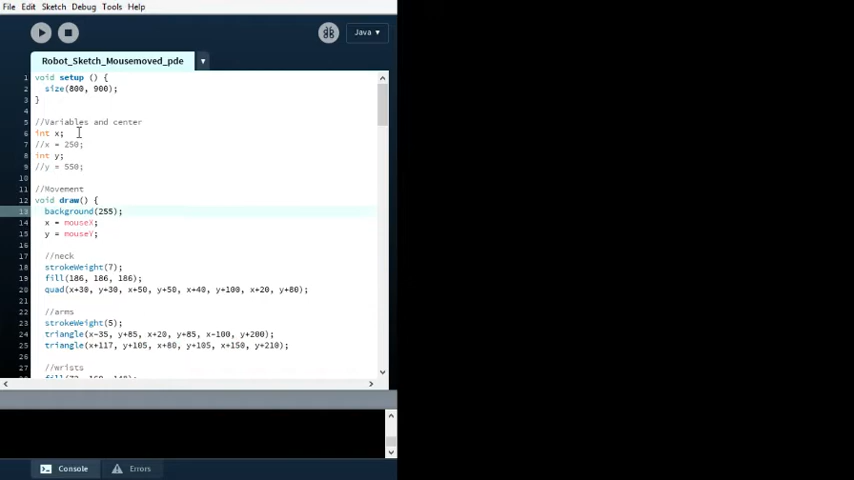 File Edit Sketch Debug Tools Help
Java ▾
Robot_Sketch_Mousemoved_pde
1 void setup () {
2 size(800, 900);
3 }
4
5 //Variables and center
6 int x;
7 //x = 250;
8 int y;
9 //y = 550;
10
11 //Movement
12 void draw() {
13 background(255);
14 x = mouseX;
15 y = mouseY;
16
17 //neck
18 strokeWeight(7);
19 fill(186, 186, 186);
20 quad(x+30, y+30, x+50, y+50, x+40, y+100, x+20, y+80);
21
22 //arms
23 strokeWeight(5);
24 triangle(x-35, y+85, x+20, y+85, x-100, y+200);
25 triangle(x+117, y+105, x+80, y+105, x+150, y+210);
26
27 //wrists
Console Errors